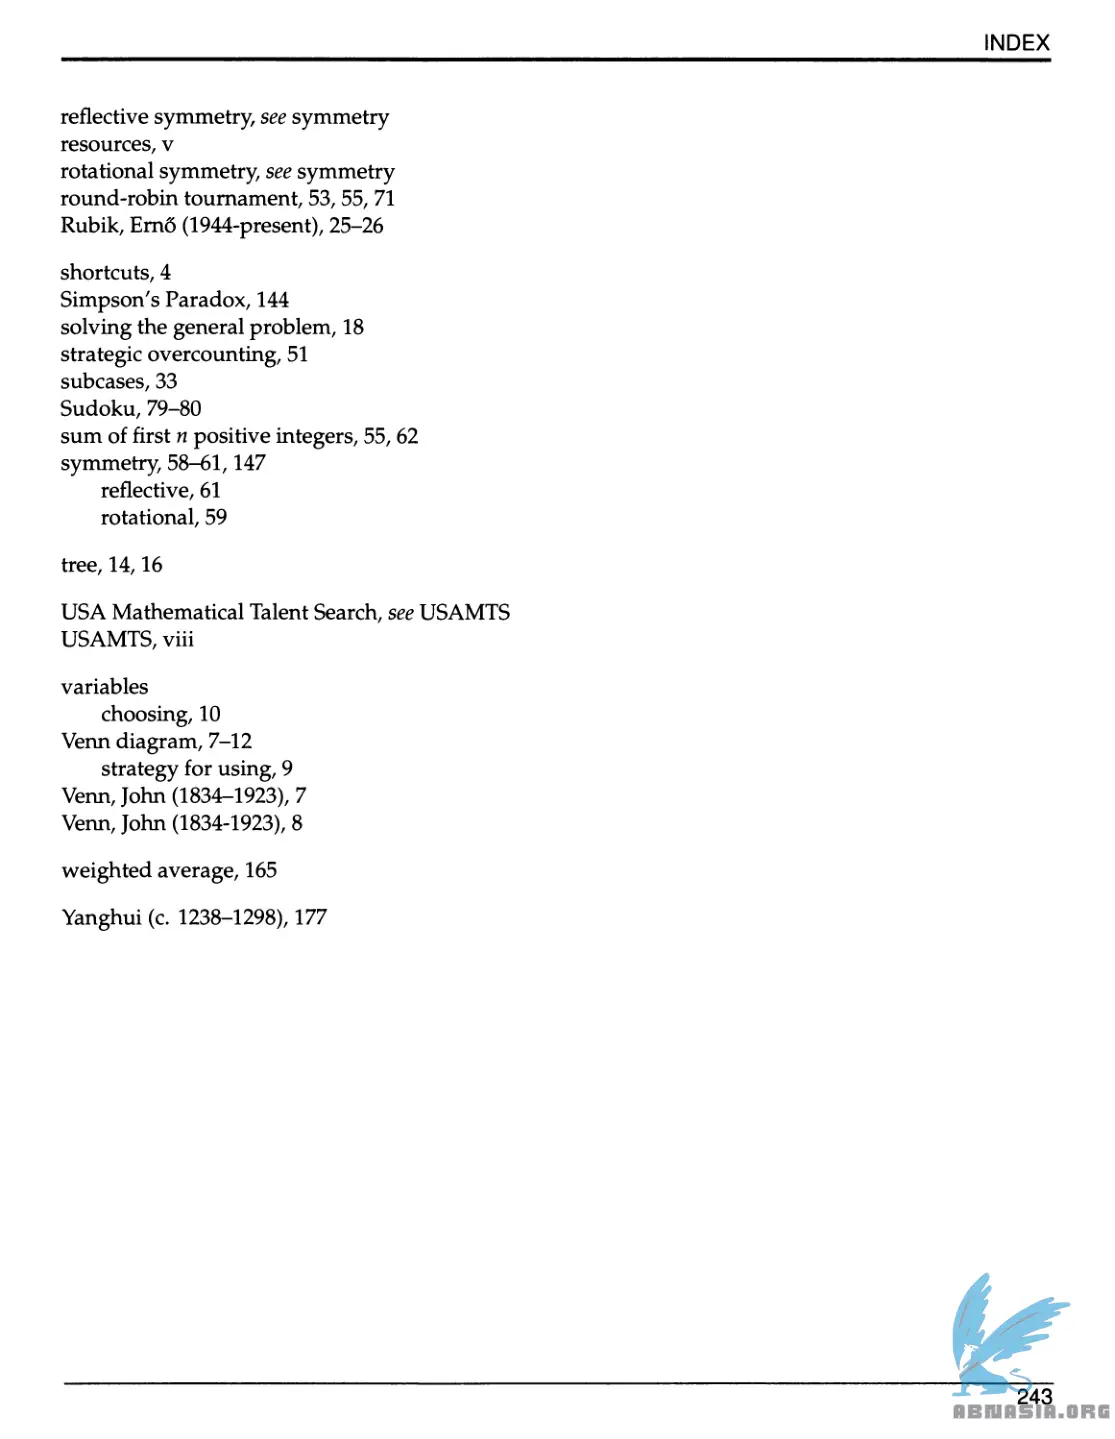 INDEX
reflective symmetry, see symmetry
resources, v
rotational symmetry, see symmetry
round-robin tournament, 53, 55, 71
Rubik, Ernő (1944-present), 25–26
shortcuts, 4
Simpson's Paradox, 144
solving the general problem, 18
strategic overcounting, 51
subcases, 33
Sudoku, 79–80
sum of first n positive integers, 55, 62
symmetry, 58–61, 147
reflective, 61
rotational, 59
tree, 14, 16
USA Mathematical Talent Search, see USAMTS
USAMTS, viii
variables
choosing, 10
Venn diagram, 7–12
strategy for using, 9
Venn, John (1834–1923), 7
Venn, John (1834-1923), 8
weighted average, 165
Yanghui (c. 1238–1298), 177
243
ABNASIA.ORG